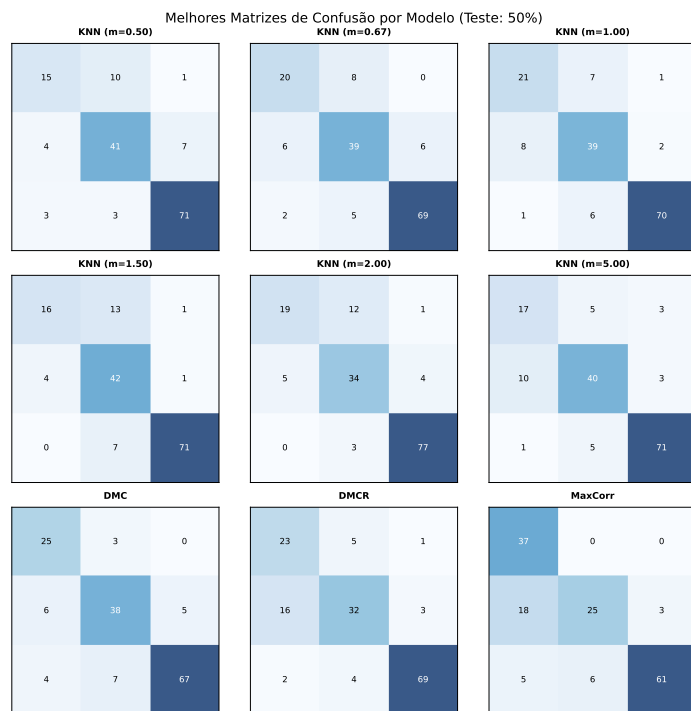 Melhores Matrizes de Confusão por Modelo (Teste: 50%)
KNN (m=0.50) KNN (m=0.67) KNN (m=1.00)
15 10 1 20 8 0 21 7 1
4 41 7 6 39 6 8 39 2
3 3 71 2 5 69 1 6 70
KNN (m=1.50) KNN (m=2.00) KNN (m=5.00)
16 13 1 19 12 1 17 5 3
4 42 1 5 34 4 10 40 3
0 7 71 0 3 77 1 5 71
DMC DMCR MaxCorr
25 3 0 23 5 1 37 0 0
6 38 5 16 32 3 18 25 3
4 7 67 2 4 69 5 6 61